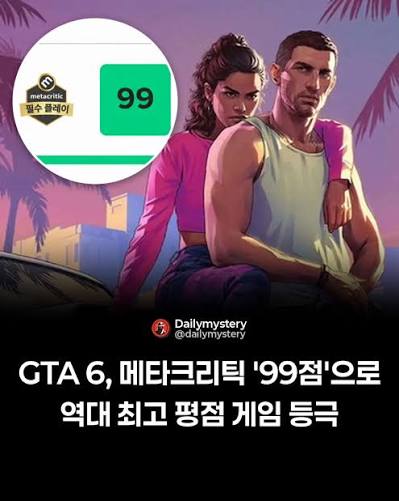 metacritic
필수 플레이
99
Dailymystery
@dailymystery
GTA 6, 메타크리틱 '99점'으로
역대 최고 평점 게임 등극